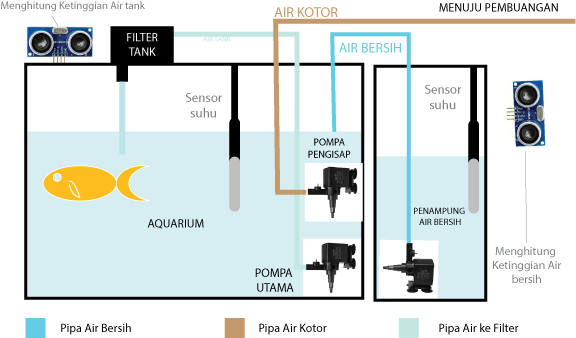 Menghitung Ketinggian Air tank
AIR KOTOR
MENUJU PEMBUANGAN
FILTER
TANK
AIR TANK
AIR BERSIH
Sensor
suhu
Sensor
suhu
POMPA
PENGISAP
AQUARIUM
PENAMPUNG
AIR BERSIH
POMPA
UTAMA
Menghitung
Ketinggian Air
bersih
Pipa Air Bersih
Pipa Air Kotor
Pipa Air ke Filter